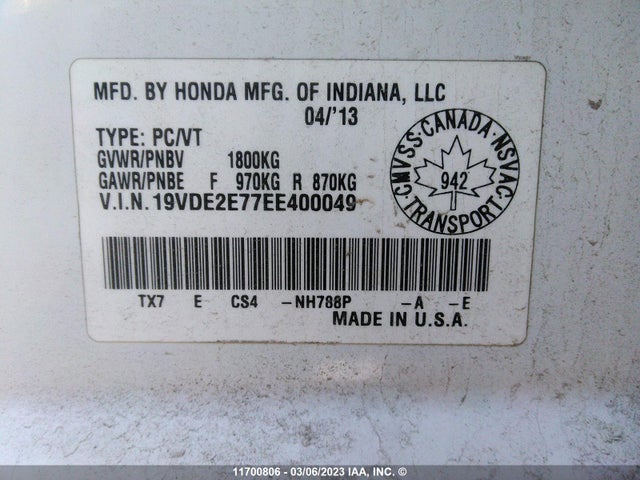 MFD. BY HONDA MFG. OF INDIANA, LLC
04/'13
TYPE: PC/VT
GVWR/PNBV 1800KG
GAWR/PNBE F 970KG R 870KG
V.I.N. 19VDE2E77EE400049
CMVSS · CANADA · NSVAC
942
TRANSPORT
TX7 E CS4 -NH788P -A -E
MADE IN U.S.A.
11700806 - 03/06/2023 - IAA, INC. ©